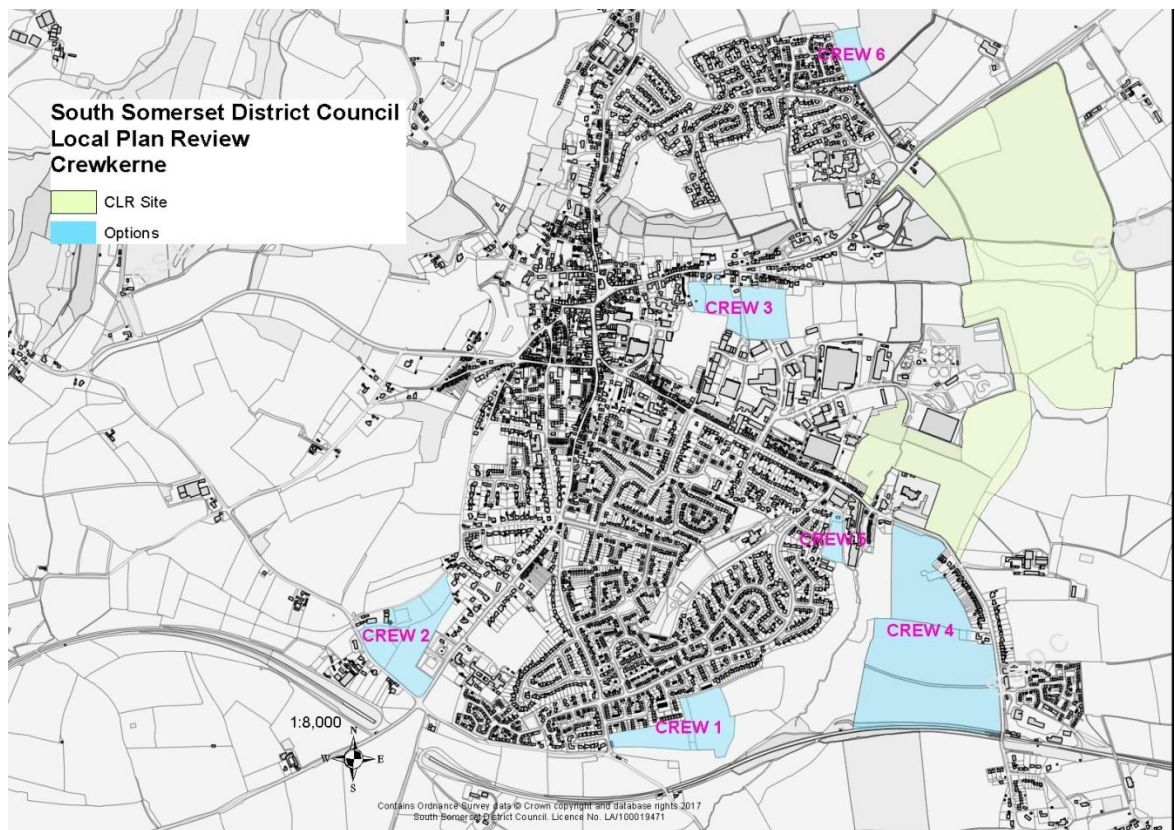 South Somerset District Council
Local Plan Review
Crewkerne
CLR Site
Options
CREW 6
SSDC
CREW 3
CREW 5
CREW 4
CREW 2
SSDC
CREW 1
1:8,000
N
W
E
S
Contains Ordnance Survey data © Crown copyright and database rights 2017
South Somerset District Council. Licence No. LA/100019471